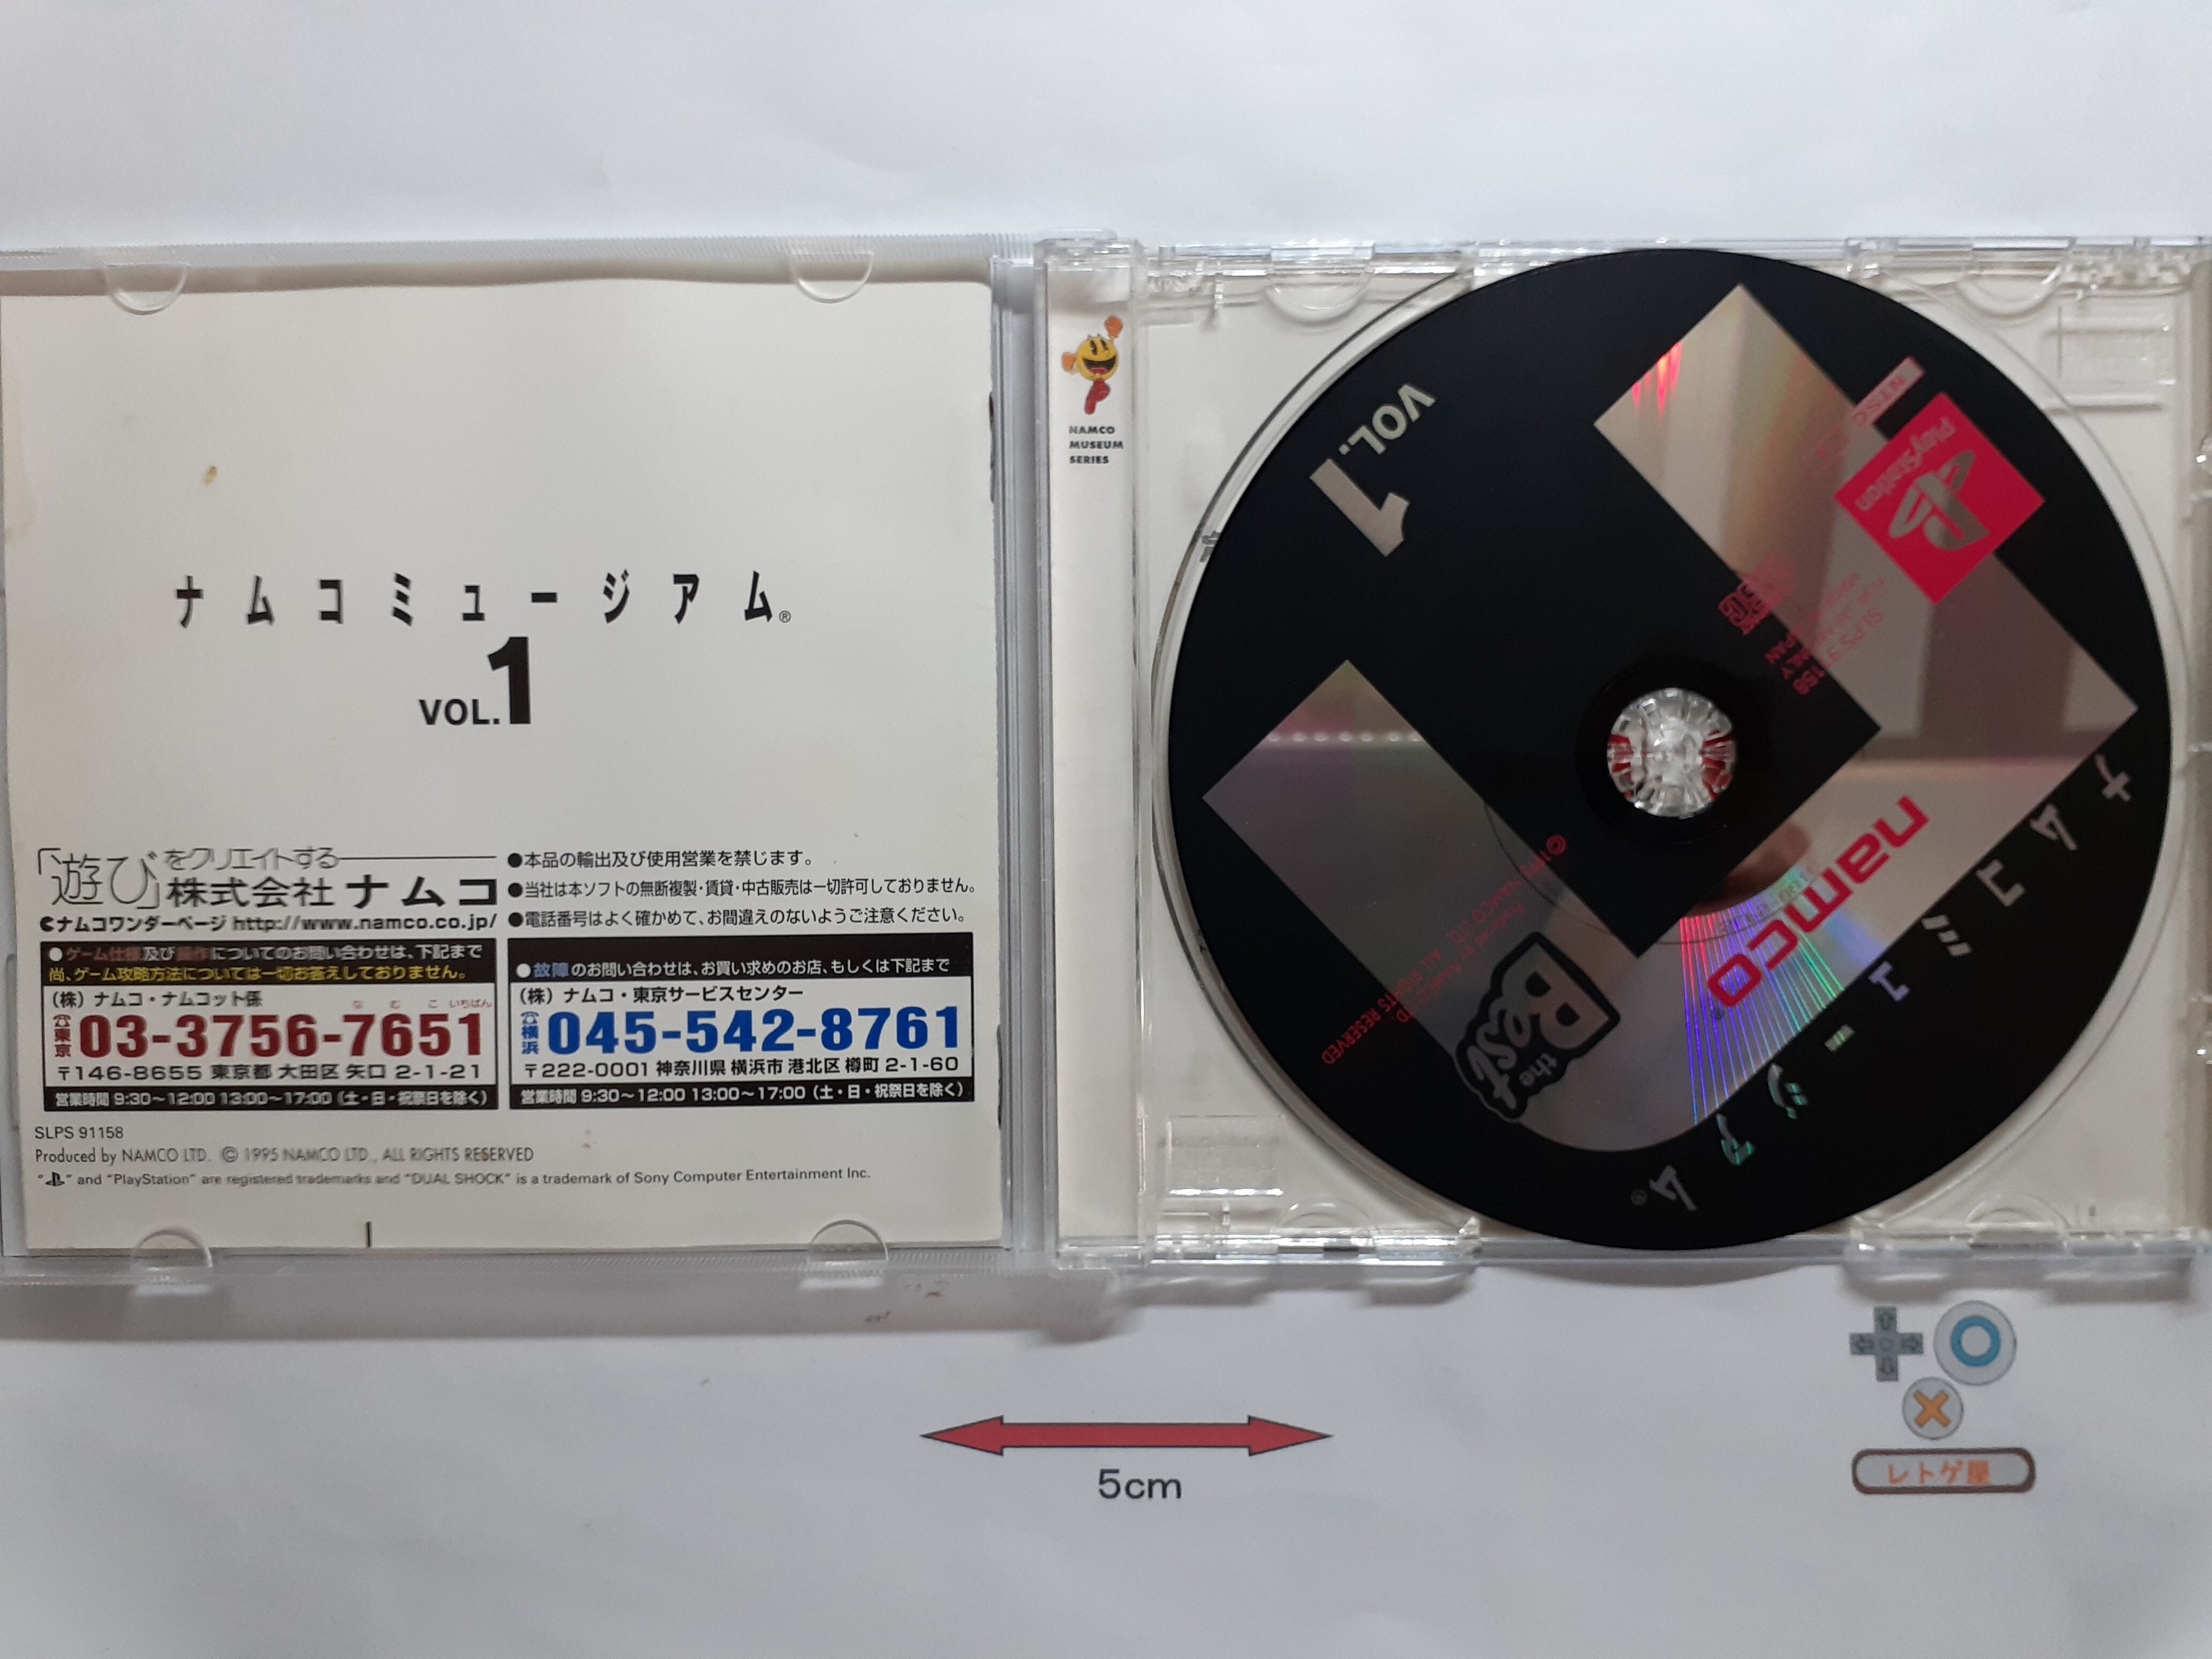 ナムコミュージアム®
VOL.1
「遊び」をクリエイトする
株式会社ナムコ
ナムコワンダーページ http://www.namco.co.jp/
●本品の輸出及び使用営業を禁じます。
●当社は本ソフトの無断複製・賃貸・中古販売は一切許可しておりません。
●電話番号はよく確かめて、お間違えのないようご注意ください。
●ゲーム仕様及び操作についてのお問い合わせは、下記まで
尚、ゲーム攻略方法については一切お答えしておりません。
(株)ナムコ・ナムコット係
なむこいちばん
東京 03-3756-7651
〒146-8655 東京都 大田区 矢口 2-1-21
営業時間 9:30〜12:00 13:00〜17:00(土・日・祝祭日を除く)
●故障のお問い合わせは、お買い求めのお店、もしくは下記まで
(株)ナムコ・東京サービスセンター
横浜 045-542-8761
〒222-0001 神奈川県 横浜市 港北区 樽町 2-1-60
営業時間 9:30〜12:00 13:00〜17:00(土・日・祝祭日を除く)
SLPS 91158
Produced by NAMCO LTD. © 1995 NAMCO LTD., ALL RIGHTS RESERVED
" " and "PlayStation" are registered trademarks and "DUAL SHOCK" is a trademark of Sony Computer Entertainment Inc.
NAMCO
MUSEUM
SERIES
ナムコミュージアム®
VOL.1
NTSC
PlayStation
SLPS 91158
namco
the Best
Produced by NAMCO LTD.
© 1995 NAMCO LTD., ALL RIGHTS RESERVED
5cm
レトゲ屋